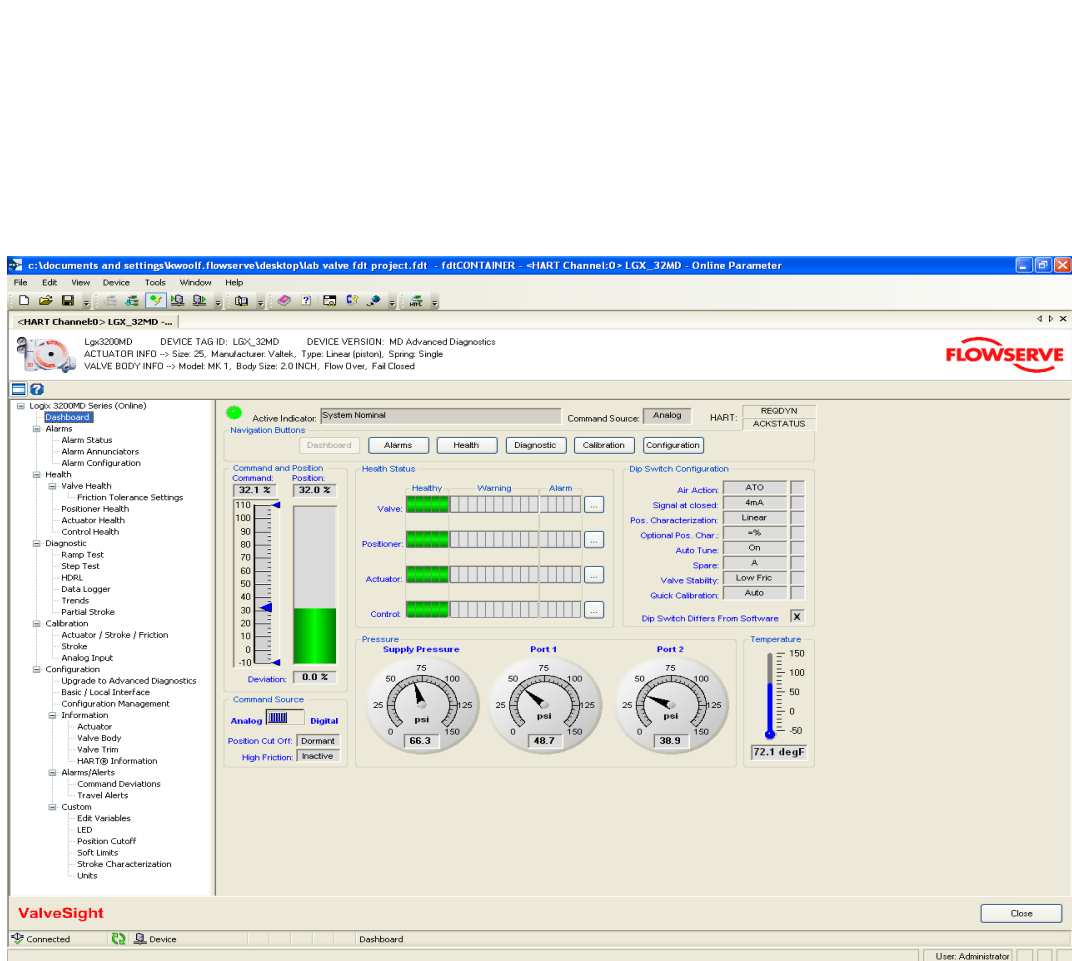 c:\documents and settings\kwoolf.flowserve\desktop\lab valve fdt project.fdt - fdtCONTAINER - <HART Channel:0> LGX_32MD - Online Parameter
File Edit View Device Tools Window Help
<HART Channel:0> LGX_32MD -...
Lgx3200MD DEVICE TAG ID: LGX_32MD DEVICE VERSION: MD Advanced Diagnostics
ACTUATOR INFO --> Size: 25, Manufacturer: Valtek, Type: Linear (piston), Spring: Single
VALVE BODY INFO --> Model: MK 1, Body Size: 2.0 INCH, Flow Over, Fail Closed
FLOWSERVE
Logix 3200MD Series (Online)
Dashboard
Alarms
Alarm Status
Alarm Annunciators
Alarm Configuration
Health
Valve Health
Friction Tolerance Settings
Positioner Health
Actuator Health
Control Health
Diagnostic
Ramp Test
Step Test
HDRL
Data Logger
Trends
Partial Stroke
Calibration
Actuator / Stroke / Friction
Stroke
Analog Input
Configuration
Upgrade to Advanced Diagnostics
Basic / Local Interface
Configuration Management
Information
Actuator
Valve Body
Valve Trim
HART® Information
Alarms/Alerts
Command Deviations
Travel Alerts
Custom
Edit Variables
LED
Position Cutoff
Soft Limits
Stroke Characterization
Units
Active Indicator: System Nominal Command Source: Analog HART: REQDYN
ACKSTATUS
Navigation Buttons
Dashboard Alarms Health Diagnostic Calibration Configuration
Command and Position
Command: Position:
32.1 % 32.0 %
110
100
90
80
70
60
50
40
30
20
10
0
-10
Deviation: 0.0 %
Health Status
Healthy Warning Alarm
Valve: ...
Positioner: ...
Actuator: ...
Control: ...
Dip Switch Configuration
Air Action: ATO
Signal at closed: 4mA
Pos. Characterization: Linear
Optional Pos. Char.: =%
Auto Tune: On
Spare: A
Valve Stability: Low Fric
Quick Calibration: Auto
Dip Switch Differs From Software X
Command Source
Analog Digital
Position Cut Off: Dormant
High Friction: Inactive
Pressure
Supply Pressure
0 25 50 75 100 125 150
psi
66.3
Port 1
0 25 50 75 100 125 150
psi
48.7
Port 2
0 25 50 75 100 125 150
psi
38.9
Temperature
150
100
50
0
-50
72.1 degF
ValveSight
Close
Connected Device Dashboard
User: Administrator